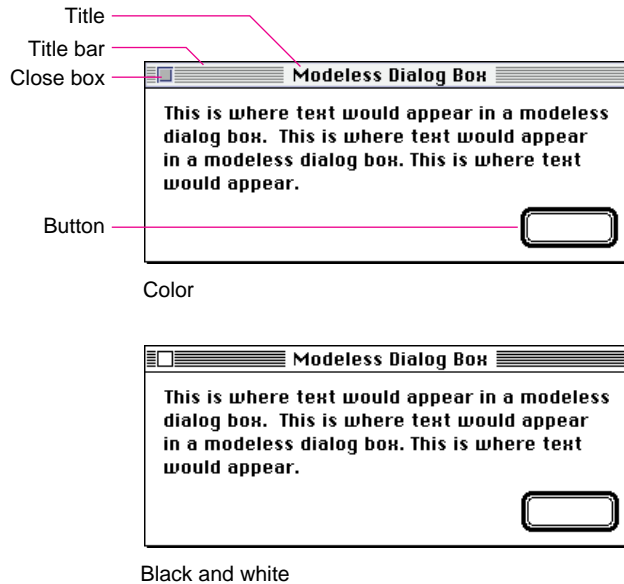 Title
Title bar
Close box
Modeless Dialog Box
This is where text would appear in a modeless
dialog box.  This is where text would appear
in a modeless dialog box. This is where text
would appear.
Button
Color
Modeless Dialog Box
This is where text would appear in a modeless
dialog box.  This is where text would appear
in a modeless dialog box. This is where text
would appear.
Black and white